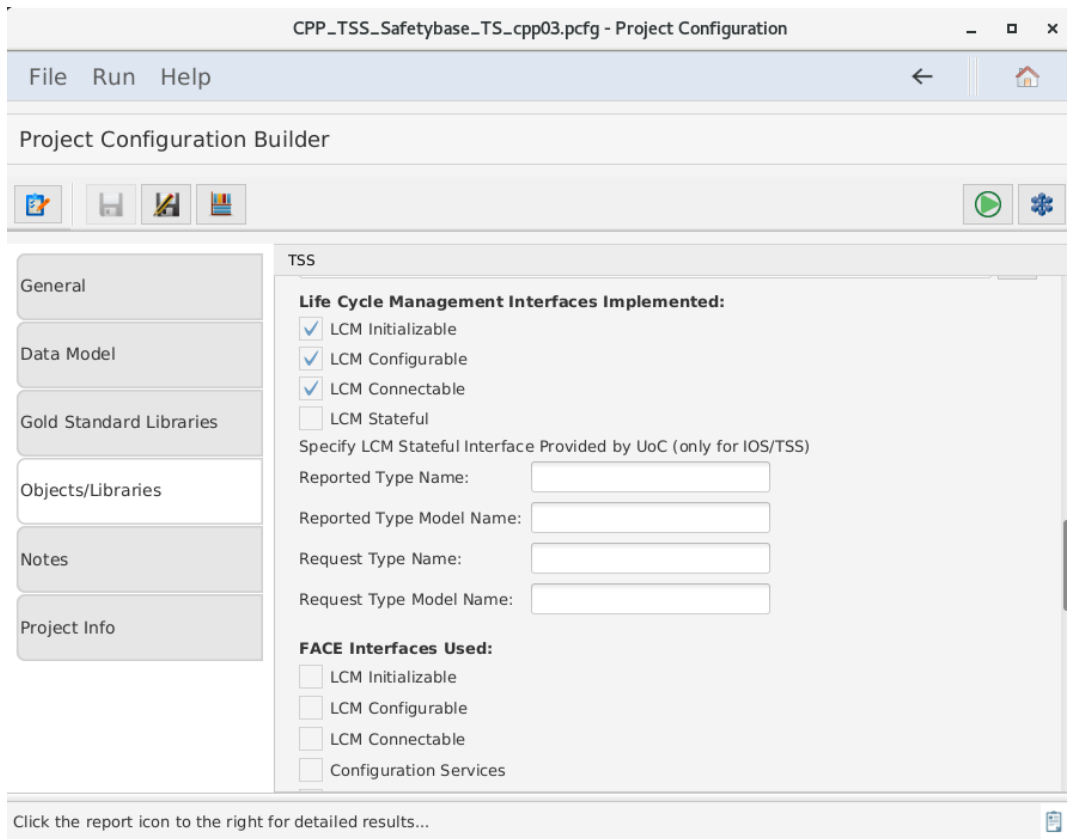 CPP_TSS_Safetybase_TS_cpp03.pcfg - Project Configuration
File Run Help
Project Configuration Builder
TSS
General
Data Model
Gold Standard Libraries
Objects/Libraries
Notes
Project Info
Life Cycle Management Interfaces Implemented:
LCM Initializable
LCM Configurable
LCM Connectable
LCM Stateful
Specify LCM Stateful Interface Provided by UoC (only for IOS/TSS)
Reported Type Name:
Reported Type Model Name:
Request Type Name:
Request Type Model Name:
FACE Interfaces Used:
LCM Initializable
LCM Configurable
LCM Connectable
Configuration Services
Click the report icon to the right for detailed results...